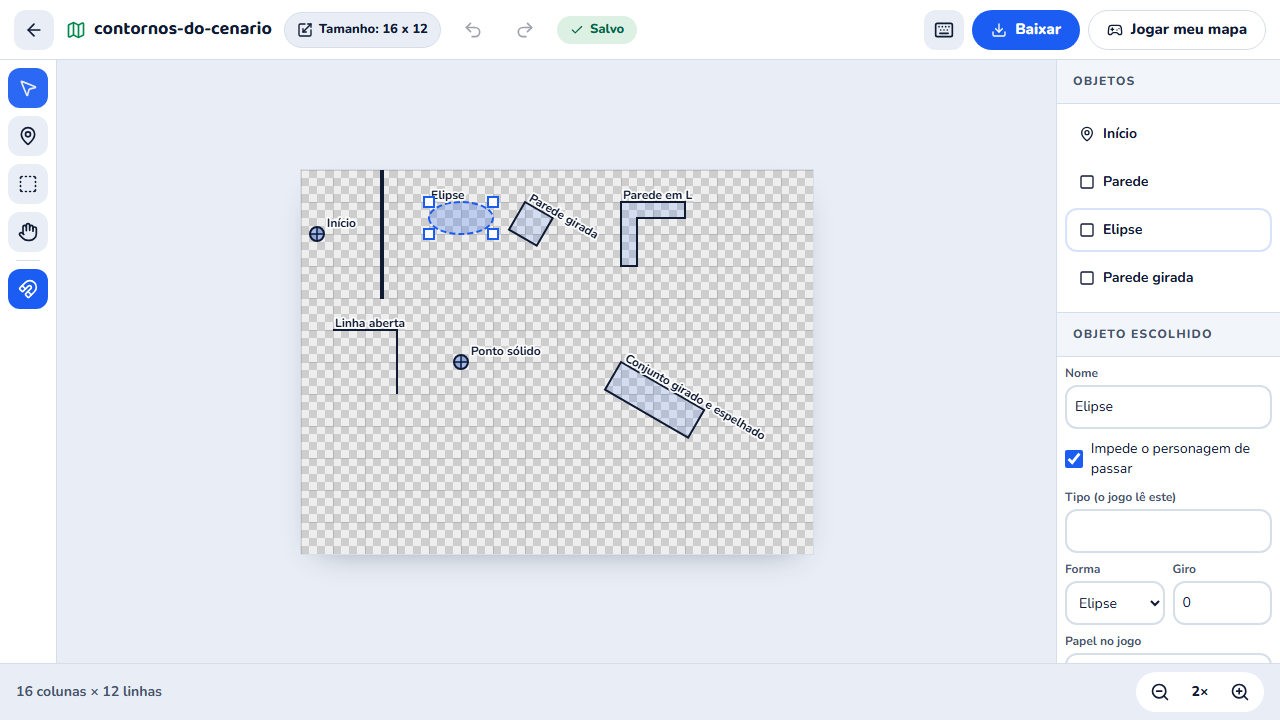 contornos-do-cenario
Tamanho: 16 x 12
Salvo
Baixar
Jogar meu mapa
OBJETOS
Início
Parede
Elipse
Parede girada
OBJETO ESCOLHIDO
Nome
Elipse
Impede o personagem de
passar
Tipo (o jogo lê este)
Forma
Giro
Elipse
0
Papel no jogo
Elipse
Parede girada
Parede em L
Início
Linha aberta
Ponto sólido
Conjunto girado e espelhado
16 colunas × 12 linhas
2×